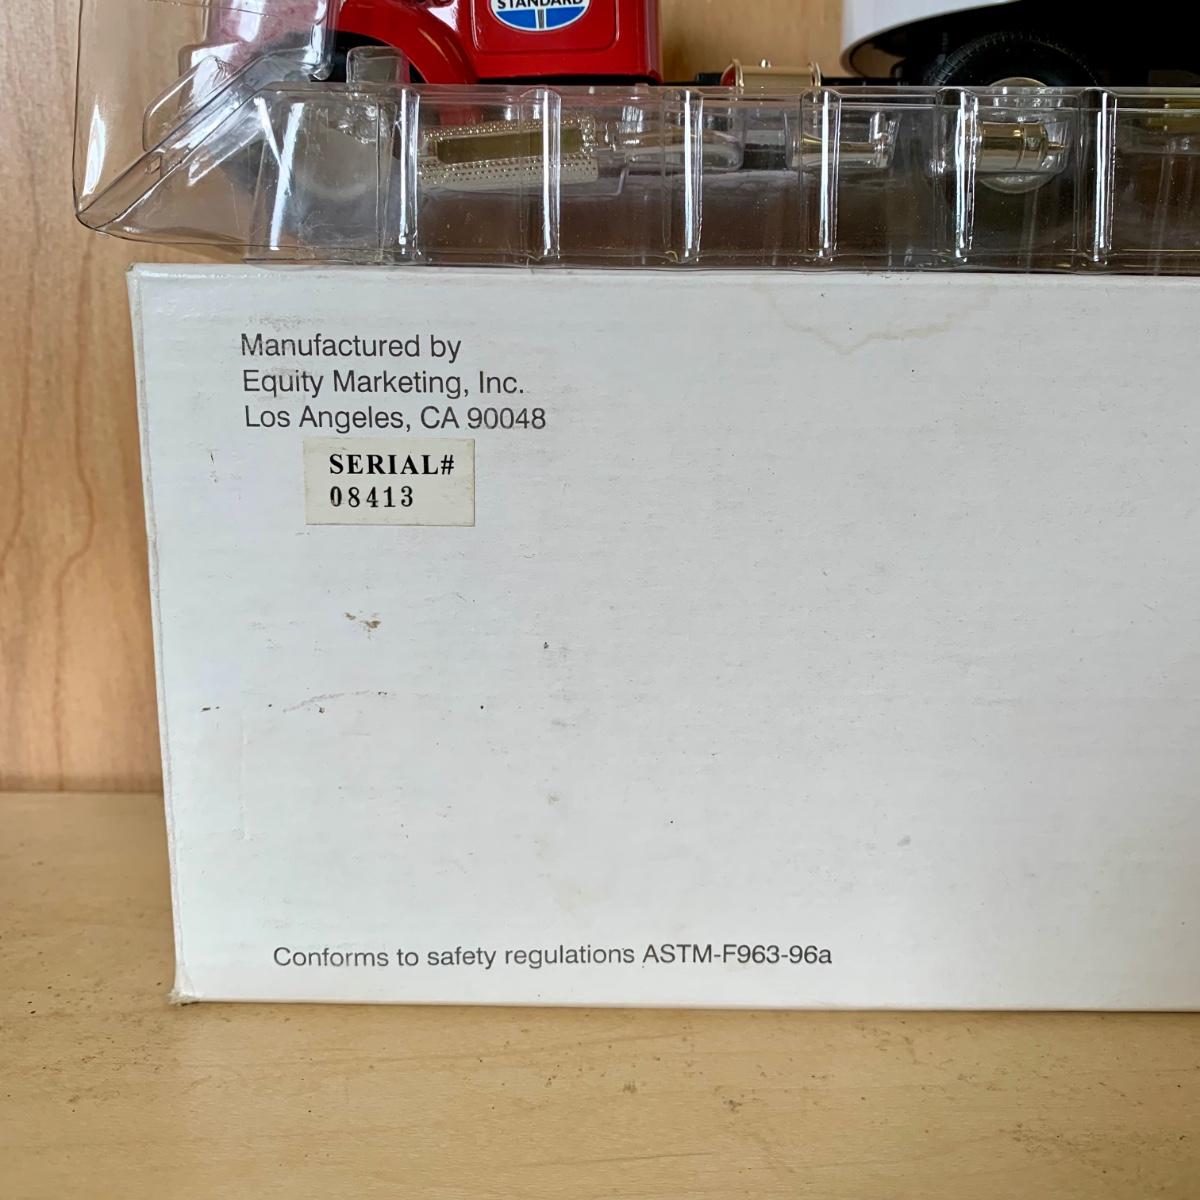 STANDARD
Manufactured by
Equity Marketing, Inc.
Los Angeles, CA 90048
SERIAL#
08413
Conforms to safety regulations ASTM-F963-96a